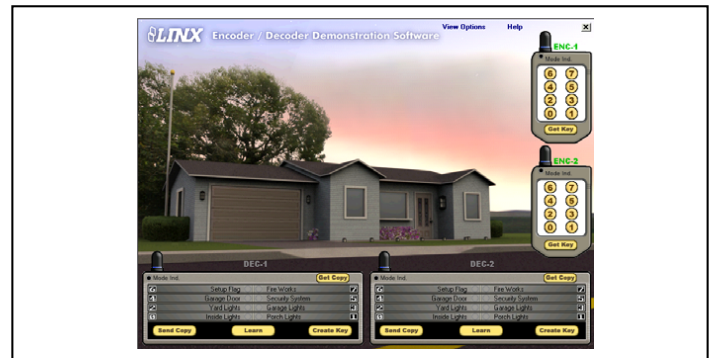 LINX Encoder / Decoder Demonstration Software
View Options Help X
ENC-1
Mode Ind.
6 7
4 5
2 3
0 1
Get Key
ENC-2
Mode Ind.
6 7
4 5
2 3
0 1
Get Key
DEC-1
Mode Ind. Get Copy
Setup Flag Fire Works
Garage Door Security System
Yard Lights Garage Lights
Inside Lights Porch Lights
Send Copy Learn Create Key
DEC-2
Mode Ind. Get Copy
Setup Flag Fire Works
Garage Door Security System
Yard Lights Garage Lights
Inside Lights Porch Lights
Send Copy Learn Create Key